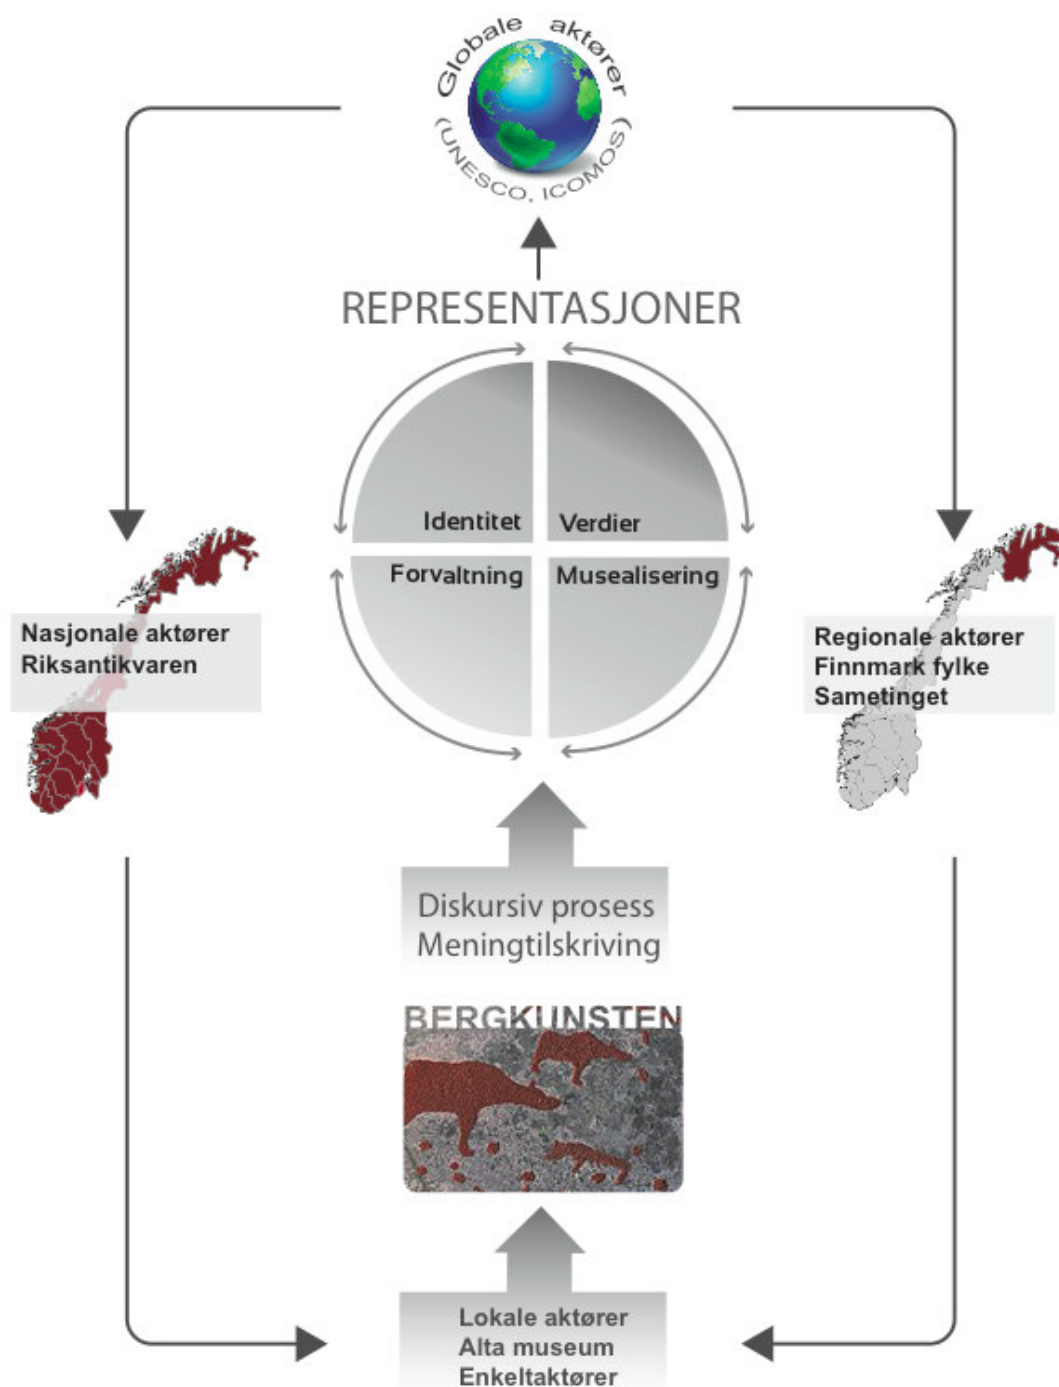 Globale aktører
(UNESCO, ICOMOS)
REPRESENTASJONER
Identitet
Verdier
Forvaltning
Musealisering
Nasjonale aktører
Riksantikvaren
Regionale aktører
Finnmark fylke
Sametinget
Diskursiv prosess
Meningtilskriving
BERGKUNSTEN
Lokale aktører
Alta museum
Enkeltaktører